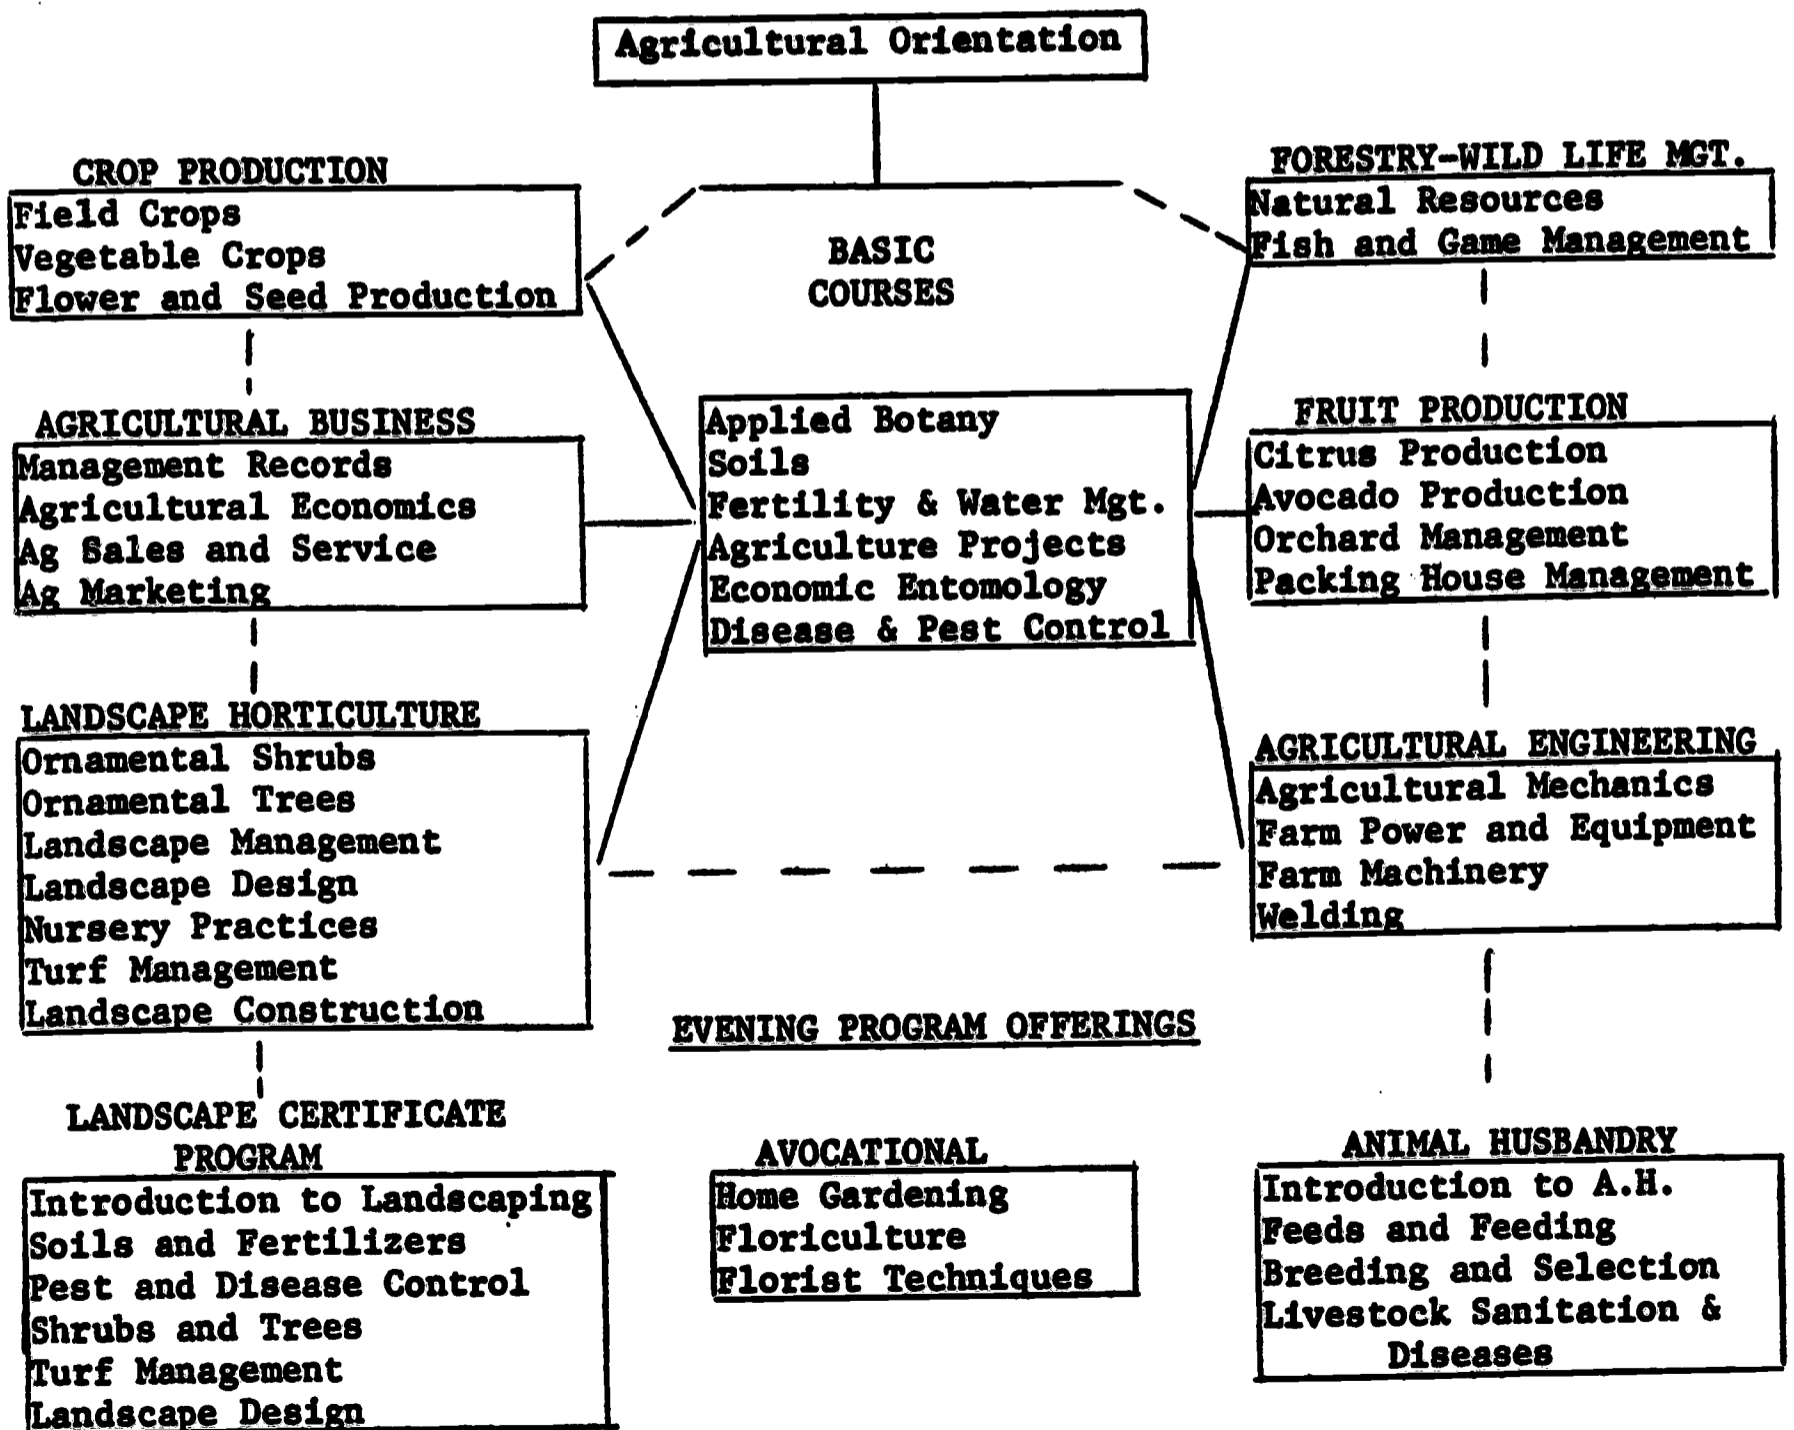 Agricultural Orientation
CROP PRODUCTION
Field Crops
Vegetable Crops
Flower and Seed Production
FORESTRY-WILD LIFE MGT.
Natural Resources
Fish and Game Management
BASIC
COURSES
Applied Botany
Soils
Fertility & Water Mgt.
Agriculture Projects
Economic Entomology
Disease & Pest Control
AGRICULTURAL BUSINESS
Management Records
Agricultural Economics
Ag Sales and Service
Ag Marketing
FRUIT PRODUCTION
Citrus Production
Avocado Production
Orchard Management
Packing House Management
LANDSCAPE HORTICULTURE
Ornamental Shrubs
Ornamental Trees
Landscape Management
Landscape Design
Nursery Practices
Turf Management
Landscape Construction
AGRICULTURAL ENGINEERING
Agricultural Mechanics
Farm Power and Equipment
Farm Machinery
Welding
EVENING PROGRAM OFFERINGS
LANDSCAPE CERTIFICATE
PROGRAM
Introduction to Landscaping
Soils and Fertilizers
Pest and Disease Control
Shrubs and Trees
Turf Management
Landscape Design
AVOCATIONAL
Home Gardening
Floriculture
Florist Techniques
ANIMAL HUSBANDRY
Introduction to A.H.
Feeds and Feeding
Breeding and Selection
Livestock Sanitation &
Diseases